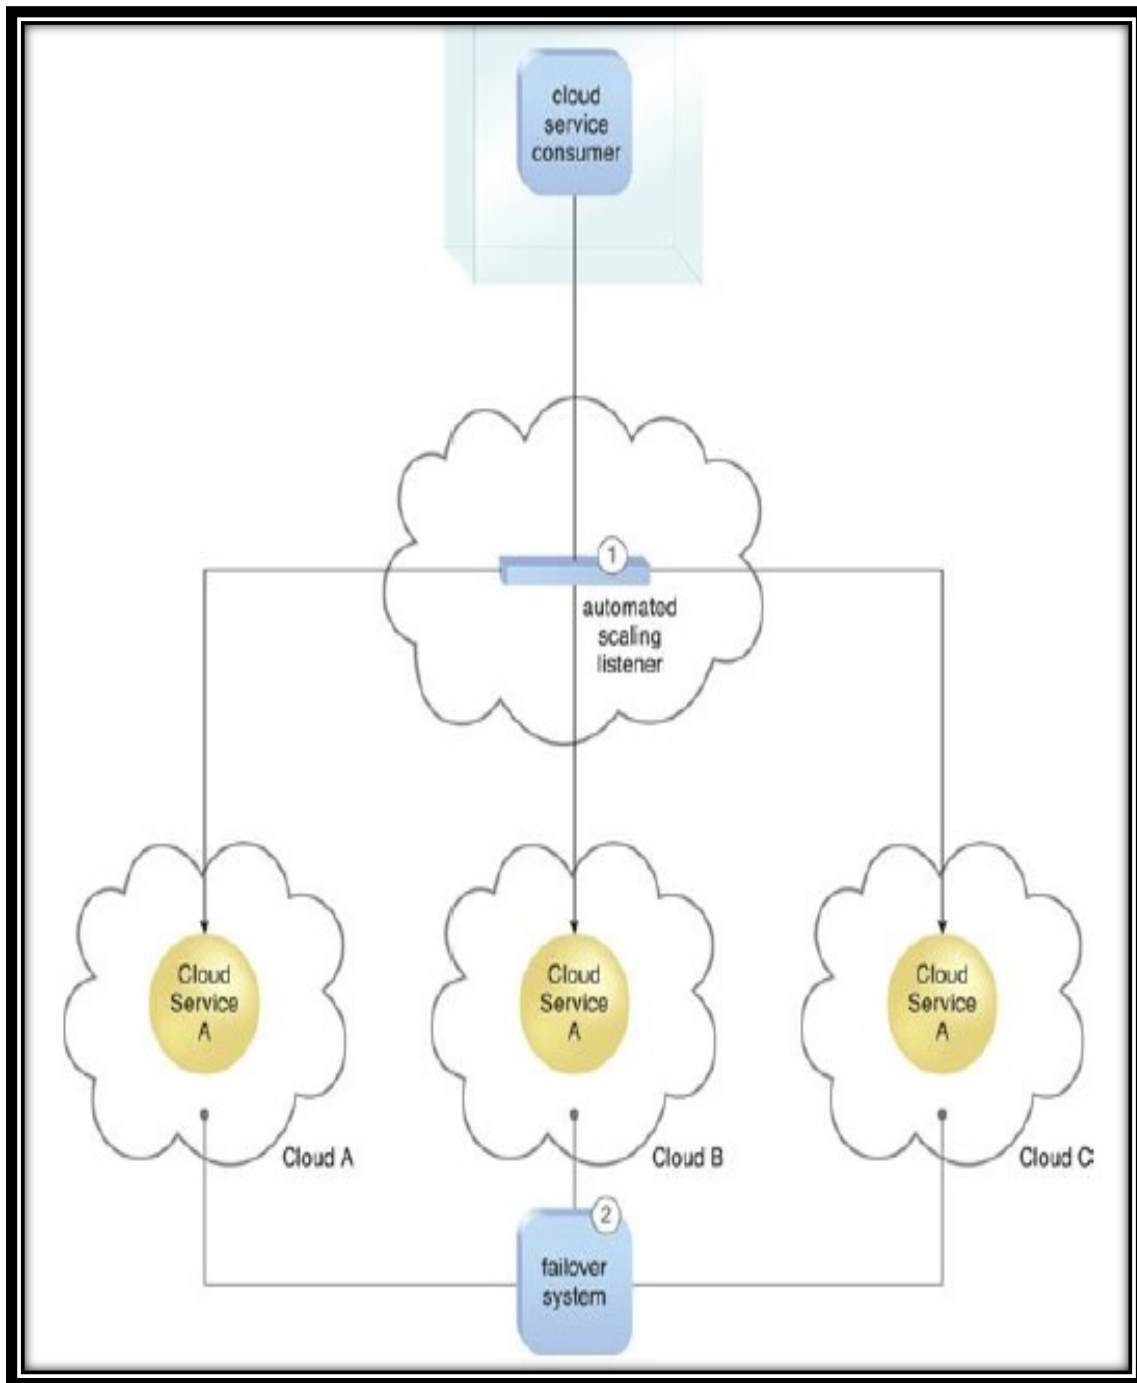 cloud
service
consumer
1
automated
scaling
listener
Cloud
Service
A
Cloud A
Cloud
Service
A
Cloud B
Cloud
Service
A
Cloud C
2
failover
system